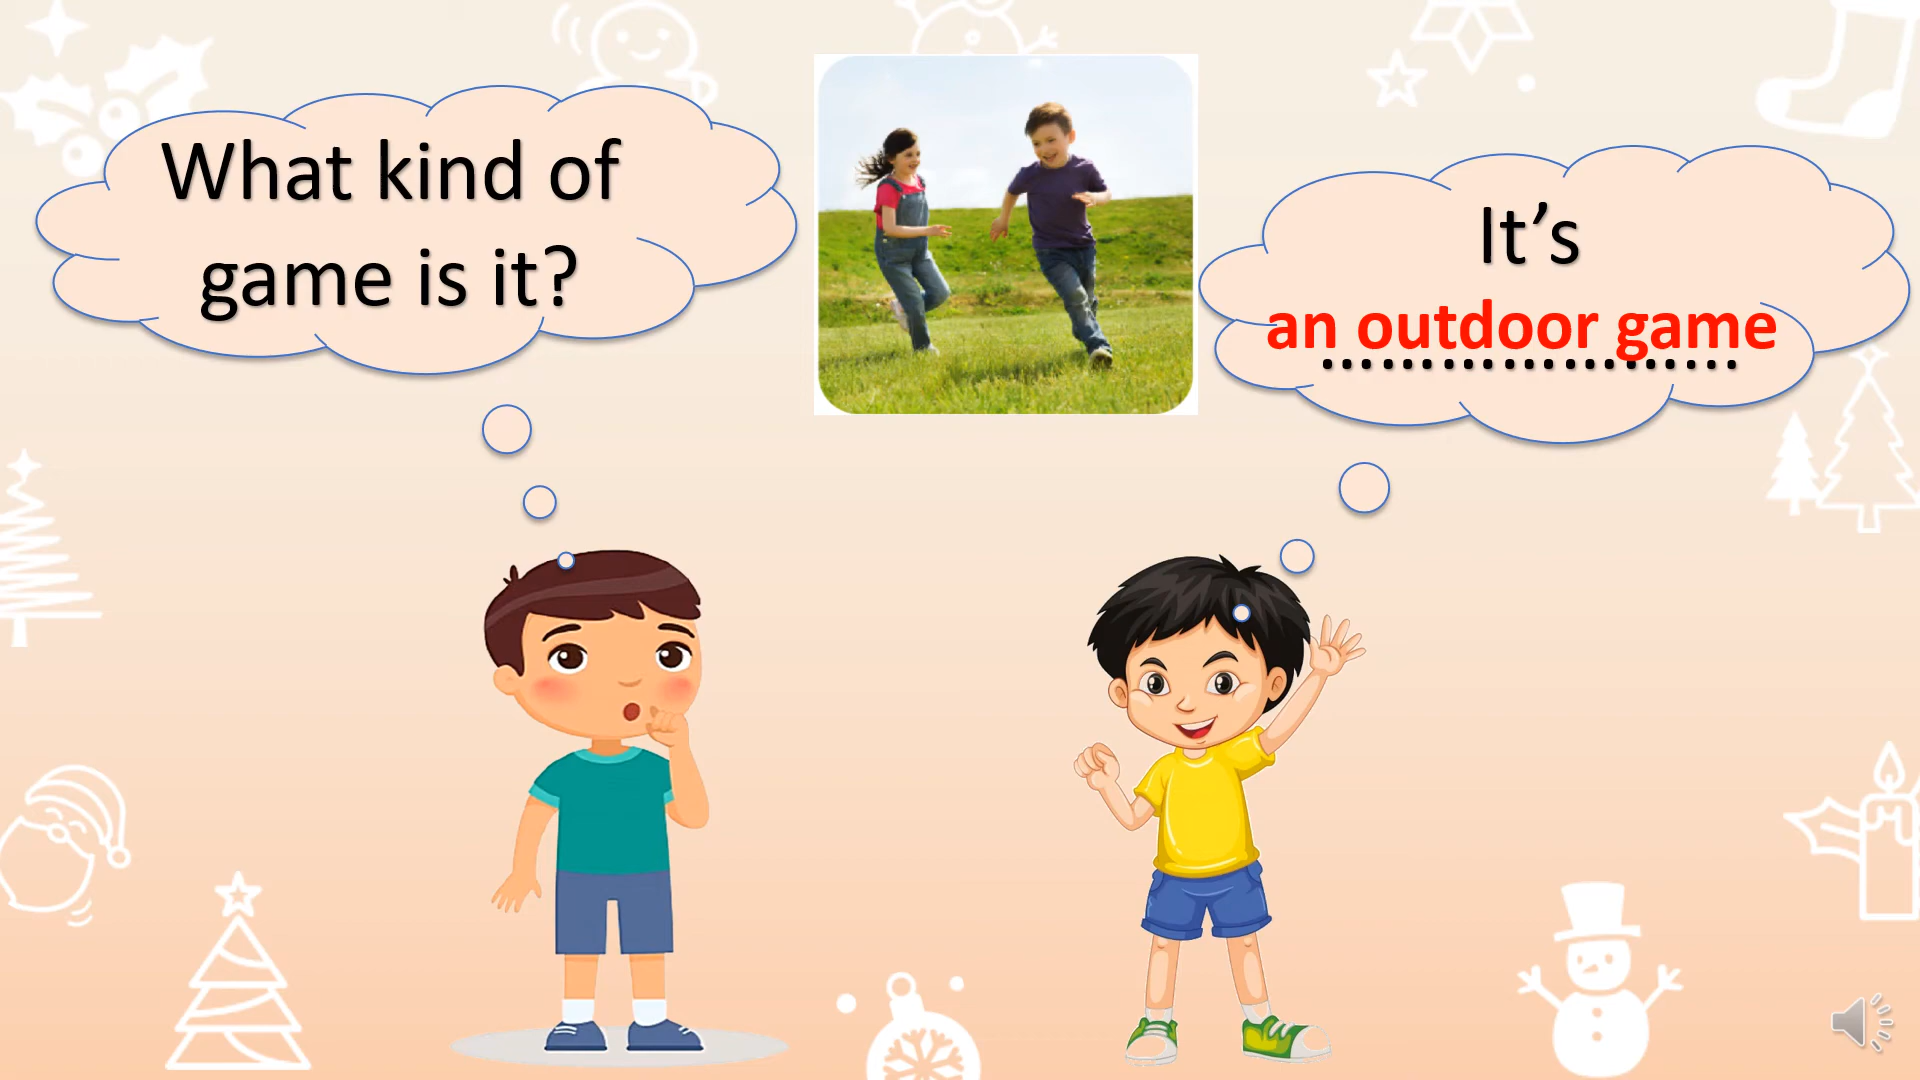 What kind of
game is it?
It’s
an outdoor game
.....................